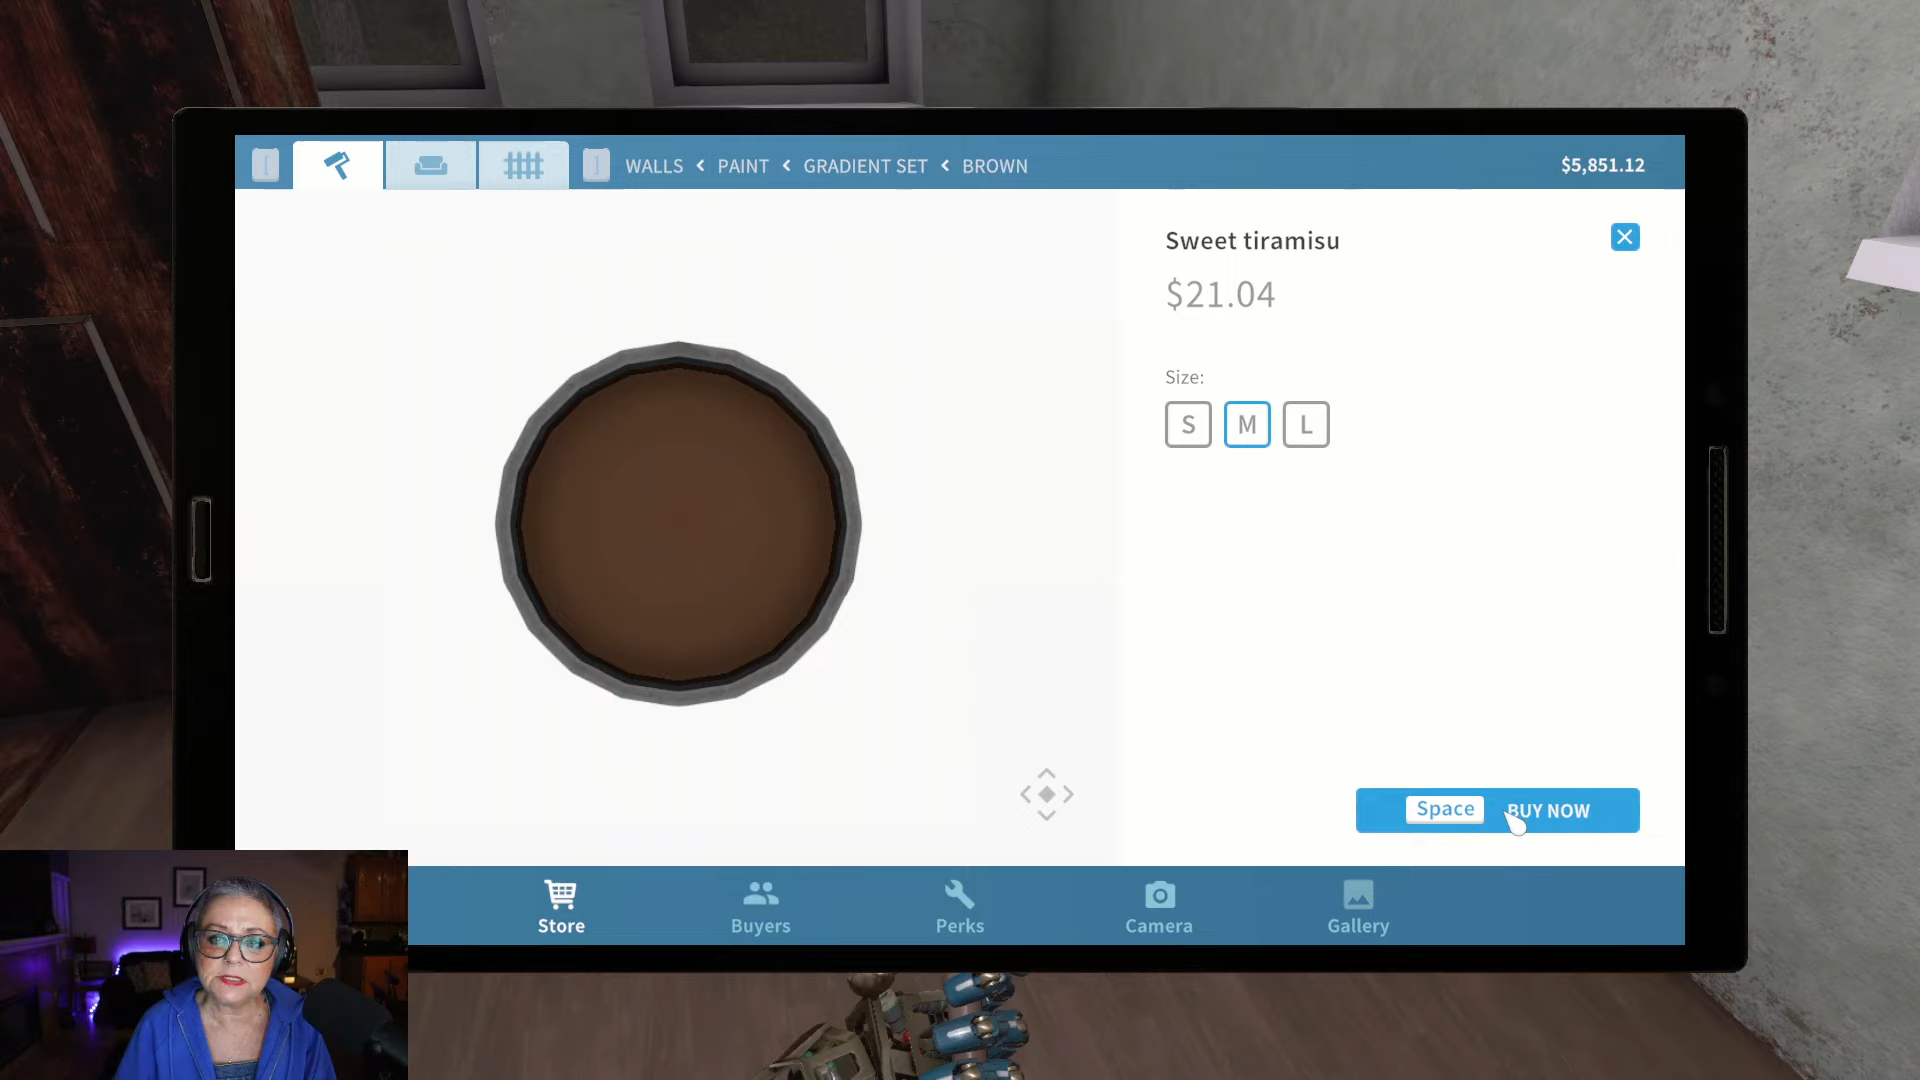 [ ] WALLS < PAINT < GRADIENT SET < BROWN $5,851.12
Sweet tiramisu
$21.04
Size:
S M L
Space BUY NOW
Store Buyers Perks Camera Gallery